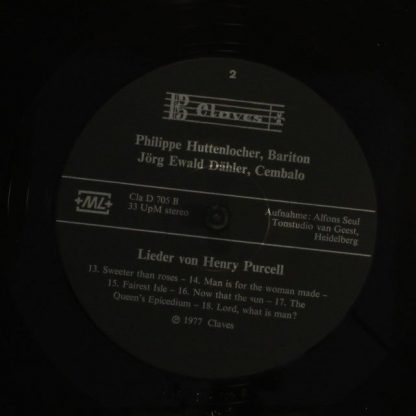 2
Claves
Philippe Huttenlocher, Bariton
Jörg Ewald Dähler, Cembalo
ML
Cla D 705 B
33 UpM stereo
Aufnahme: Alfons Seul
Tonstudio van Geest,
Heidelberg
Lieder von Henry Purcell
13. Sweeter than roses – 14. Man is for the woman made –
15. Fairest Isle – 16. Now that the sun – 17. The
Queen's Epicedium – 18. Lord, what is man?
℗ 1977 Claves